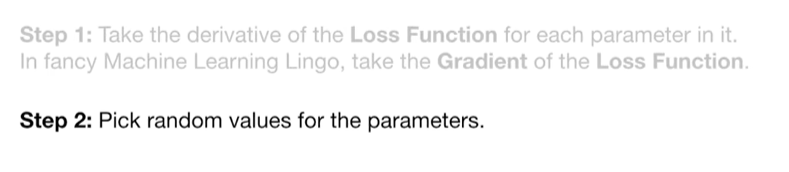 Step 1: Take the derivative of the Loss Function for each parameter in it.
In fancy Machine Learning Lingo, take the Gradient of the Loss Function.
Step 2: Pick random values for the parameters.